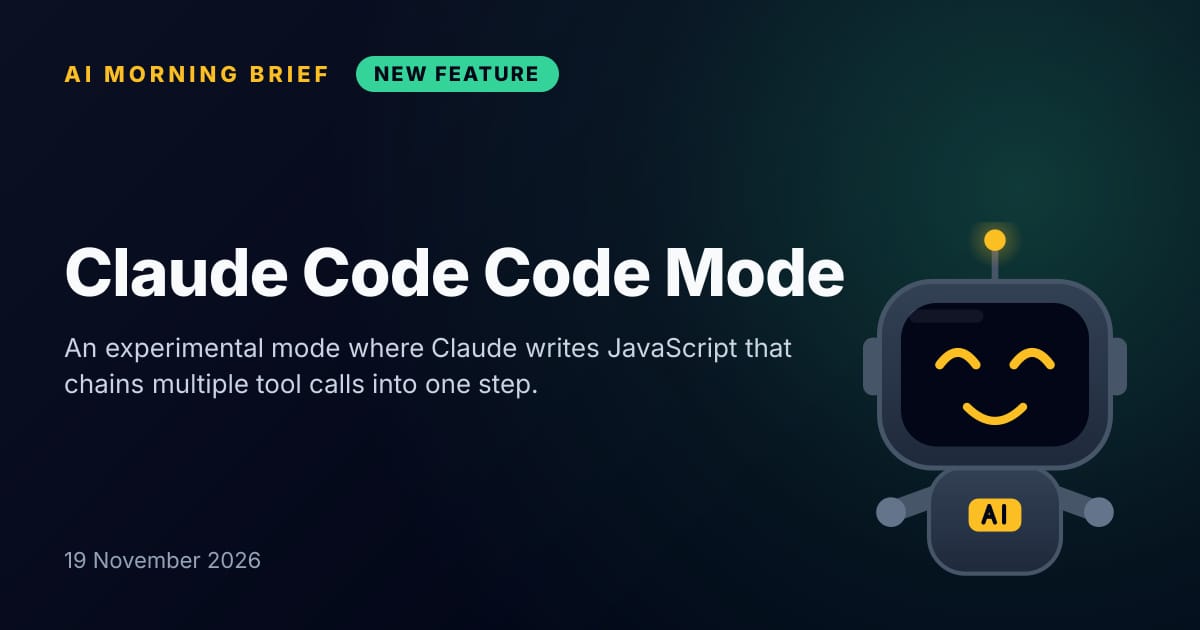 AI MORNING BRIEF
NEW FEATURE
Claude Code Code Mode
An experimental mode where Claude writes JavaScript that
chains multiple tool calls into one step.
AI
19 November 2026